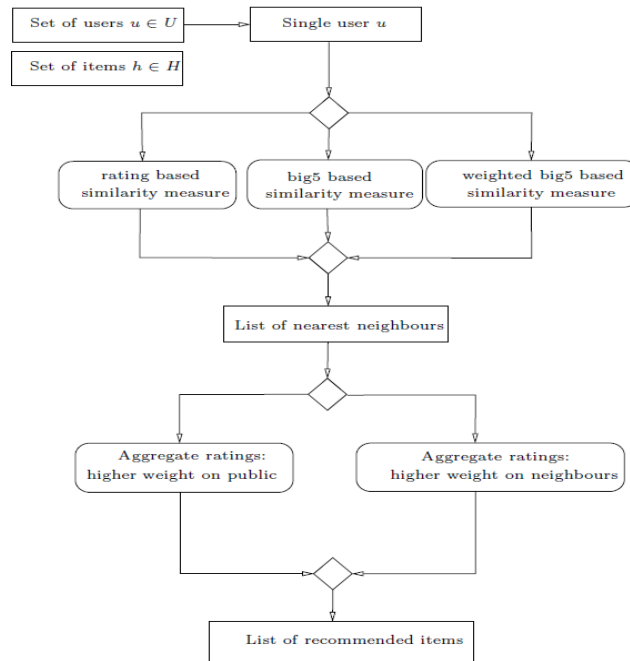 Set of users u ∈ U
Single user u
Set of items h ∈ H
rating based
similarity measure
big5 based
similarity measure
weighted big5 based
similarity measure
List of nearest neighbours
Aggregate ratings:
higher weight on public
Aggregate ratings:
higher weight on neighbours
List of recommended items